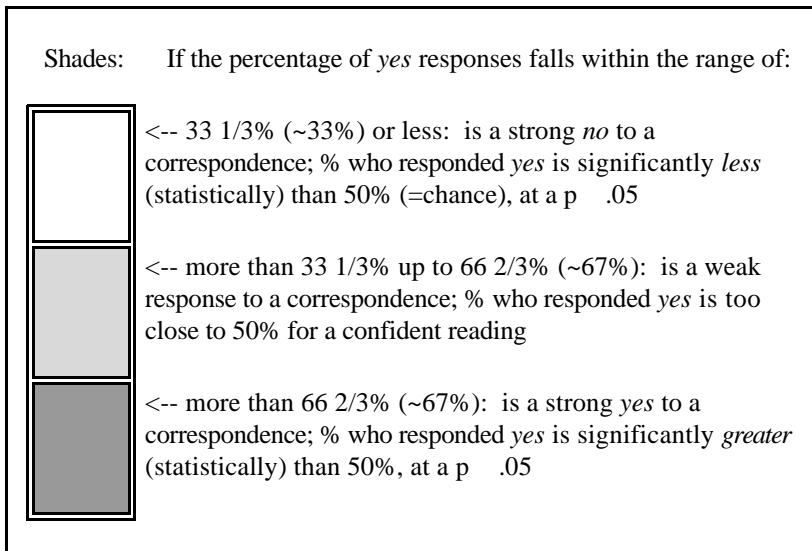 Shades: If the percentage of yes responses falls within the range of:
<-- 33 1/3% (~33%) or less: is a strong no to a
correspondence; % who responded yes is significantly less
(statistically) than 50% (=chance), at a p .05
<-- more than 33 1/3% up to 66 2/3% (~67%): is a weak
response to a correspondence; % who responded yes is too
close to 50% for a confident reading
<-- more than 66 2/3% (~67%): is a strong yes to a
correspondence; % who responded yes is significantly greater
(statistically) than 50%, at a p .05